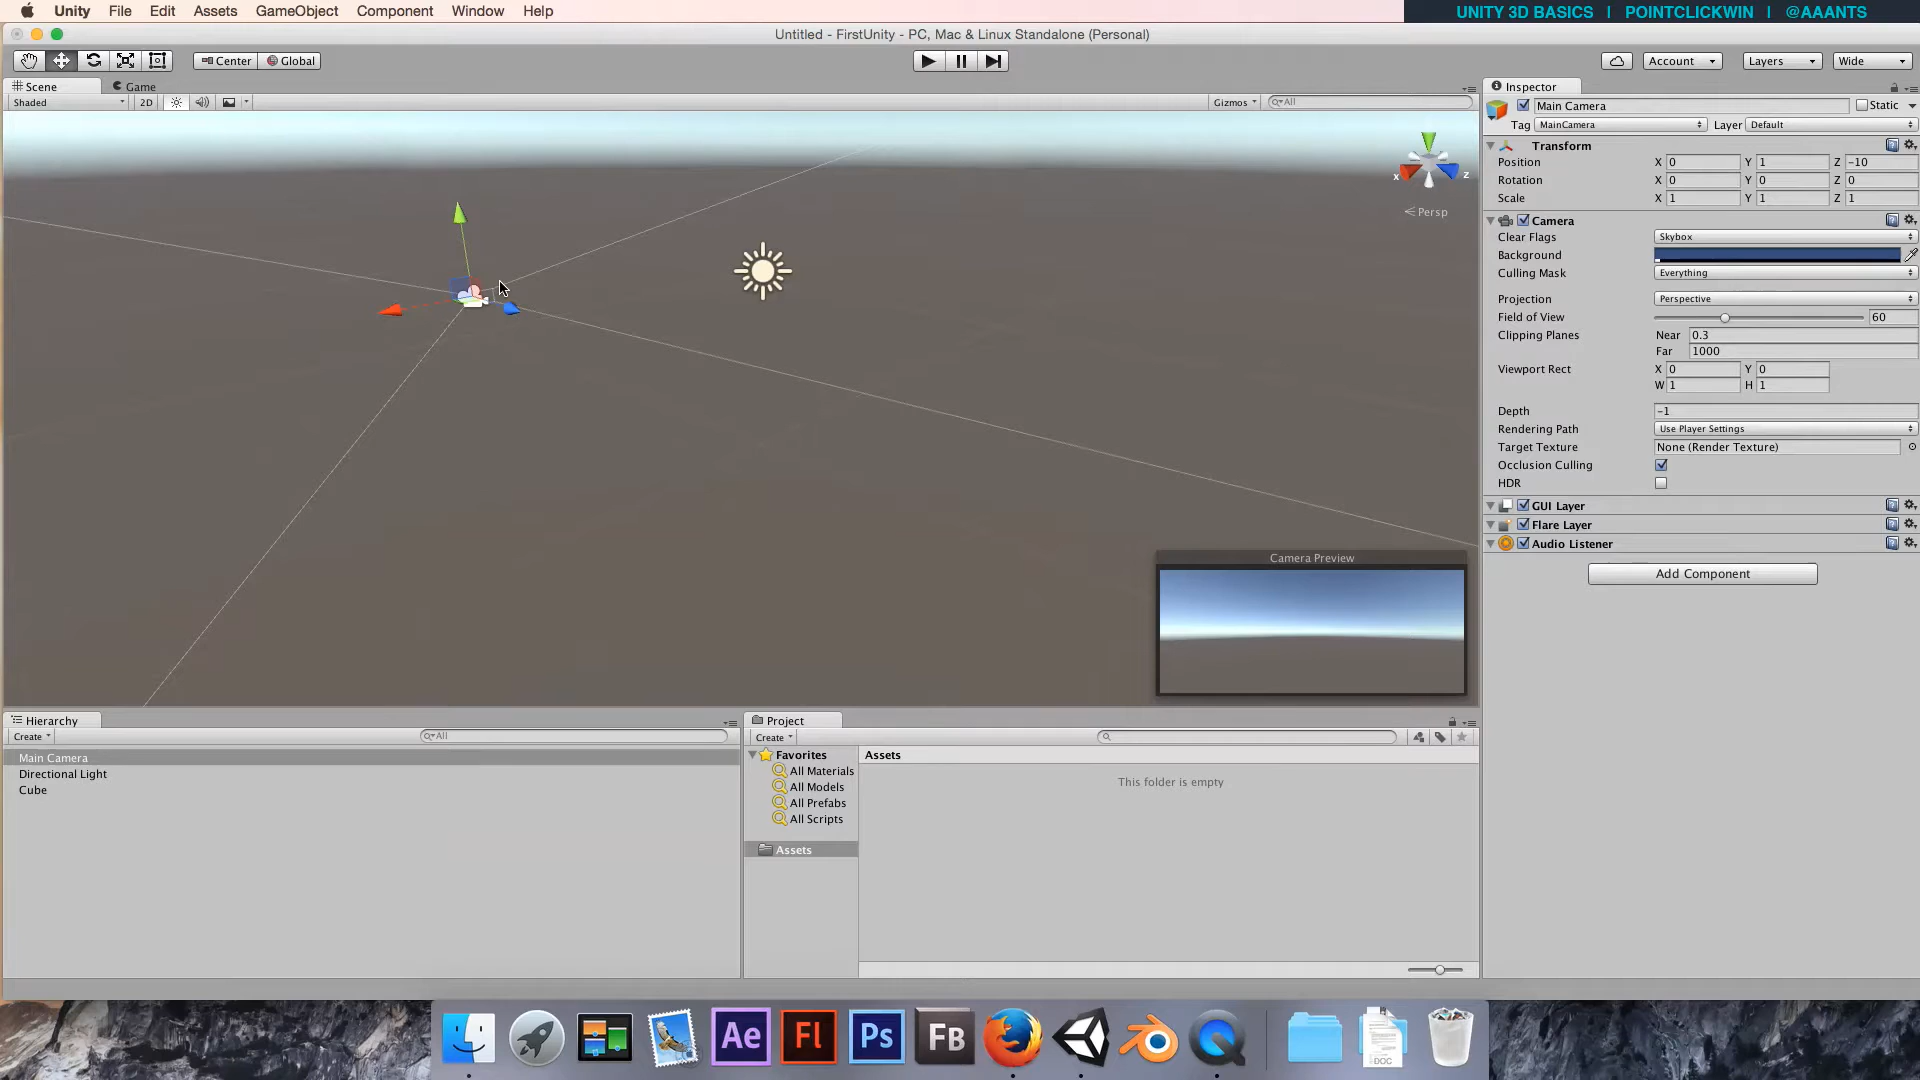 Unity File Edit Assets GameObject Component Window Help
UNITY 3D BASICS | POINTCLICKWIN | @AAANTS
Untitled - FirstUnity - PC, Mac & Linux Standalone (Personal)
Center Global
Account Layers Wide
Scene Game
Shaded 2D
Gizmos All
x z
Persp
Camera Preview
Inspector
Main Camera Static
Tag MainCamera Layer Default
Transform
Position X 0 Y 1 Z -10
Rotation X 0 Y 0 Z 0
Scale X 1 Y 1 Z 1
Camera
Clear Flags Skybox
Background
Culling Mask Everything
Projection Perspective
Field of View 60
Clipping Planes Near 0.3
Far 1000
Viewport Rect X 0 Y 0
W 1 H 1
Depth -1
Rendering Path Use Player Settings
Target Texture None (Render Texture)
Occlusion Culling
HDR
GUI Layer
Flare Layer
Audio Listener
Add Component
Hierarchy
Create All
Main Camera
Directional Light
Cube
Project
Create
Favorites
All Materials
All Models
All Prefabs
All Scripts
Assets
Assets
This folder is empty
Ae Fl Ps FB
DOC